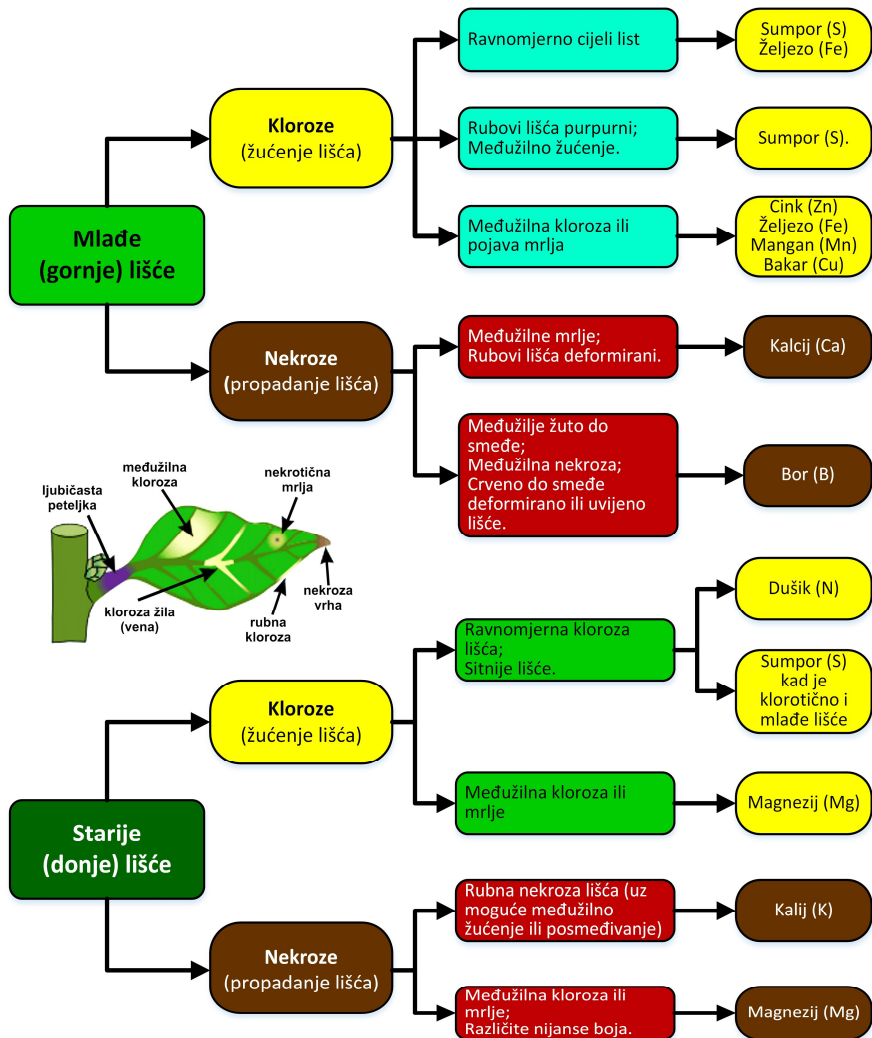 Mlađe
(gornje) lišće
Kloroze
(žućenje lišća)
Ravnomjerno cijeli list
Sumpor (S)
Željezo (Fe)
Rubovi lišća purpurni;
Međužilno žućenje.
Sumpor (S).
Međužilna kloroza ili
pojava mrlja
Cink (Zn)
Željezo (Fe)
Mangan (Mn)
Bakar (Cu)
Nekroze
(propadanje lišća)
Međužilne mrlje;
Rubovi lišća deformirani.
Kalcij (Ca)
Međužilje žuto do
smeđe;
Međužilna nekroza;
Crveno do smeđe
deformirano ili uvijeno
lišće.
Bor (B)
ljubičasta
peteljka
međužilna
kloroza
nekrotična
mrlja
kloroza žila
(vena)
rubna
kloroza
nekroza
vrha
Starije
(donje) lišće
Kloroze
(žućenje lišća)
Ravnomjerna kloroza
lišća;
Sitnije lišće.
Dušik (N)
Sumpor (S)
kad je
klorotično i
mlađe lišće
Međužilna kloroza ili
mrlje
Magnezij (Mg)
Nekroze
(propadanje lišća)
Rubna nekroza lišća (uz
moguće međužilno
žućenje ili posmeđivanje)
Kalij (K)
Međužilna kloroza ili
mrlje;
Različite nijanse boja.
Magnezij (Mg)